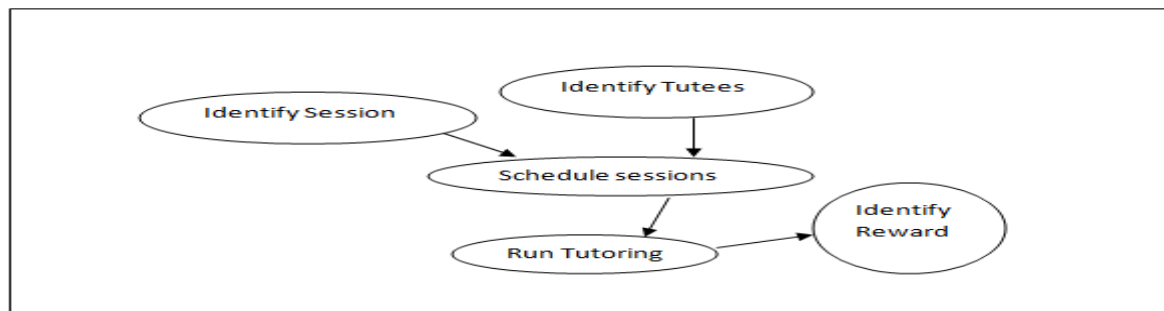 Identify Tutees
Identify Session
Schedule sessions
Identify
Reward
Run Tutoring